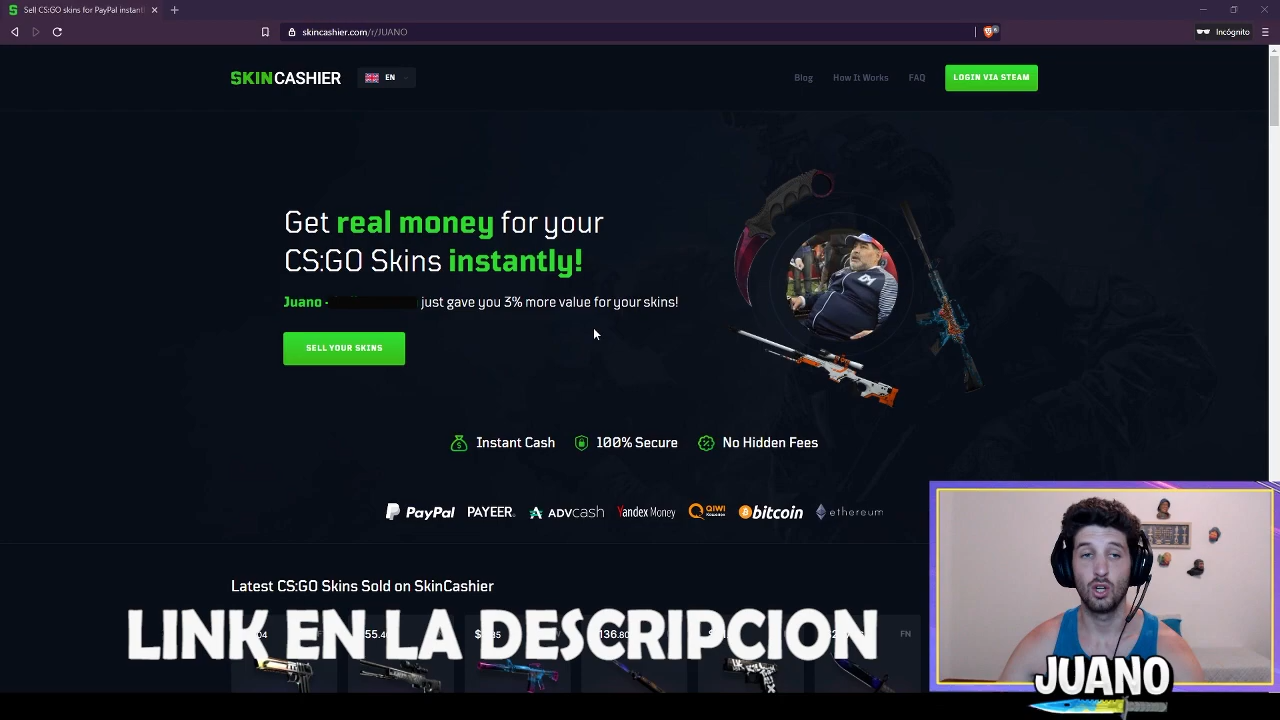 Sell CS:GO skins for PayPal instant
skincashier.com/r/JUANO
Incógnito
SKINCASHIER
EN
Blog
How It Works
FAQ
LOGIN VIA STEAM
Get real money for your
CS:GO Skins instantly!
Juano -
just gave you 3% more value for your skins!
SELL YOUR SKINS
Instant Cash
100% Secure
No Hidden Fees
PayPal
PAYEER
ADVCash
Yandex Money
QIWI
bitcoin
ethereum
Latest CS:GO Skins Sold on SkinCashier
FN
LINK EN LA DESCRIPCION
JUANO